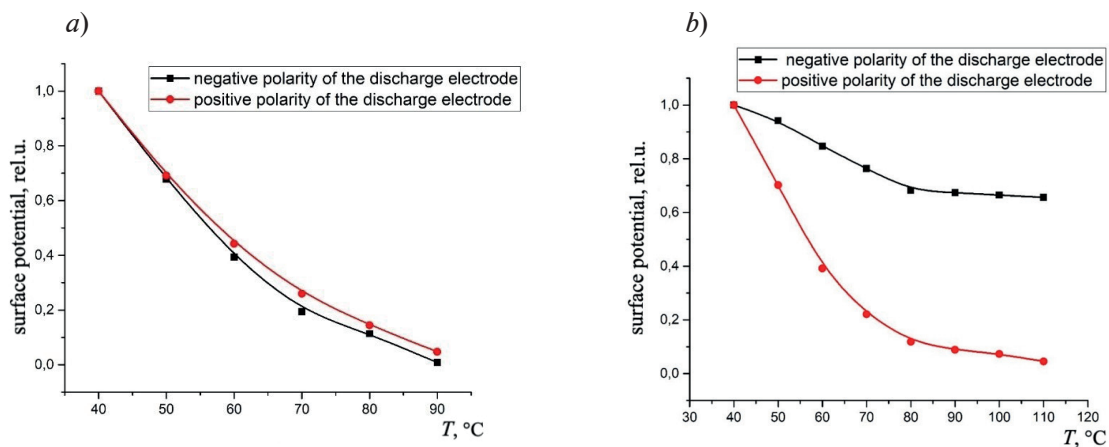 a)
negative polarity of the discharge electrode
positive polarity of the discharge electrode
1,0
0,8
0,6
0,4
0,2
0,0
surface potential, rel.u.
40 50 60 70 80 90
T, °C
b)
negative polarity of the discharge electrode
positive polarity of the discharge electrode
1,0
0,8
0,6
0,4
0,2
0,0
surface potential, rel.u.
30 40 50 60 70 80 90 100 110 120
T, °C